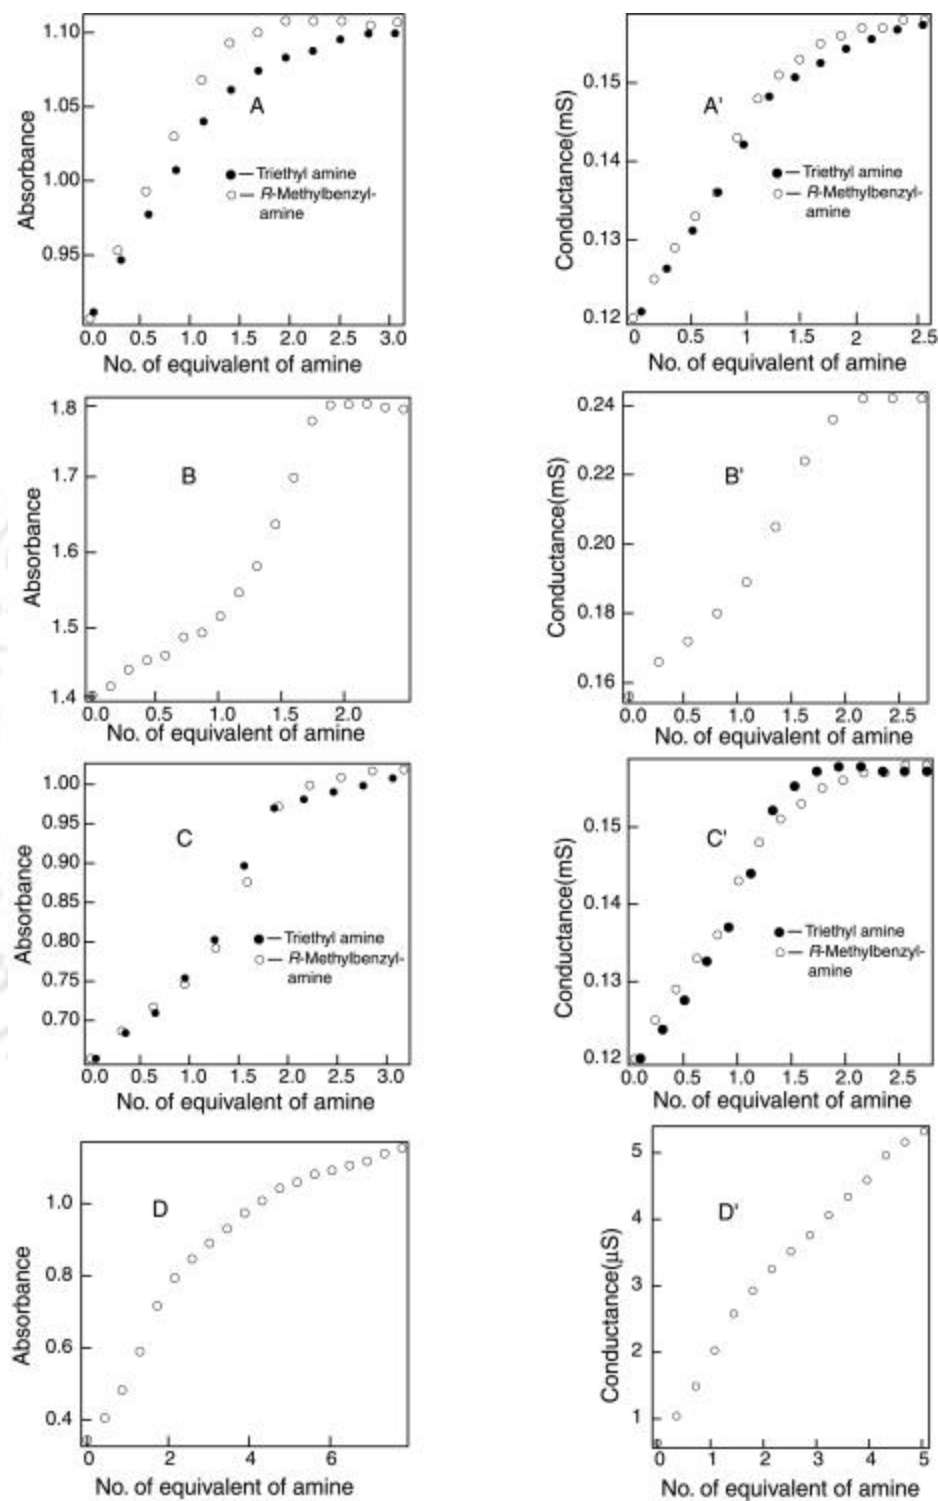 Absorbance
1.10
1.05
1.00
0.95
A
Triethyl amine
R-Methylbenzyl-
amine
0.0 0.5 1.0 1.5 2.0 2.5 3.0
No. of equivalent of amine
Conductance(mS)
0.15
0.14
0.13
0.12
A'
Triethyl amine
R-Methylbenzyl-
amine
0 0.5 1 1.5 2 2.5
No. of equivalent of amine
Absorbance
1.8
1.7
1.6
1.5
1.4
B
0.0 0.5 1.0 1.5 2.0
No. of equivalent of amine
Conductance(mS)
0.24
0.22
0.20
0.18
0.16
B'
0.0 0.5 1.0 1.5 2.0 2.5
No. of equivalent of amine
Absorbance
1.00
0.95
0.90
0.85
0.80
0.75
0.70
C
Triethyl amine
R-Methylbenzyl-
amine
0.0 0.5 1.0 1.5 2.0 2.5 3.0
No. of equivalent of amine
Conductance(mS)
0.15
0.14
0.13
0.12
C'
Triethyl amine
R-Methylbenzyl-
amine
0.0 0.5 1.0 1.5 2.0 2.5
No. of equivalent of amine
Absorbance
1.0
0.8
0.6
0.4
D
0 2 4 6
No. of equivalent of amine
Conductance(µS)
5
4
3
2
1
D'
0 1 2 3 4 5
No. of equivalent of amine